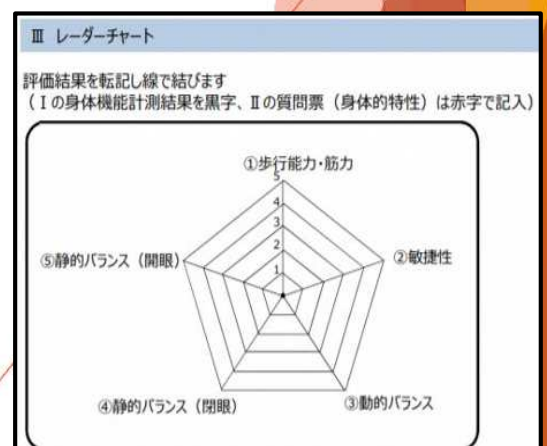 Ⅲ レーダーチャート
評価結果を転記し線で結びます
（Ⅰの身体機能計測結果を黒字、Ⅱの質問票（身体的特性）は赤字で記入）
①歩行能力・筋力
5
4
3
2
1
②敏捷性
⑤静的バランス（開眼）
④静的バランス（閉眼）
③動的バランス